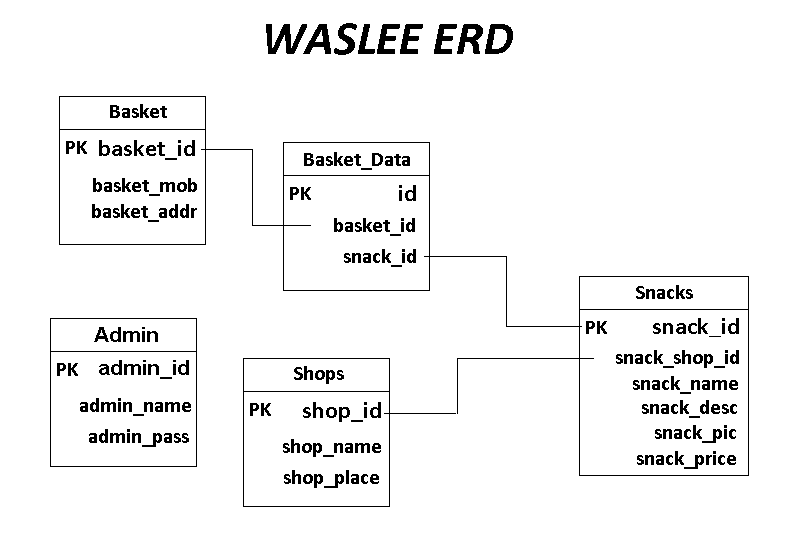 WASLEE ERD
Basket
PK basket_id
basket_mob
basket_addr
Basket_Data
PK id
basket_id
snack_id
Snacks
PK snack_id
snack_shop_id
snack_name
snack_desc
snack_pic
snack_price
Admin
PK admin_id
admin_name
admin_pass
Shops
PK shop_id
shop_name
shop_place